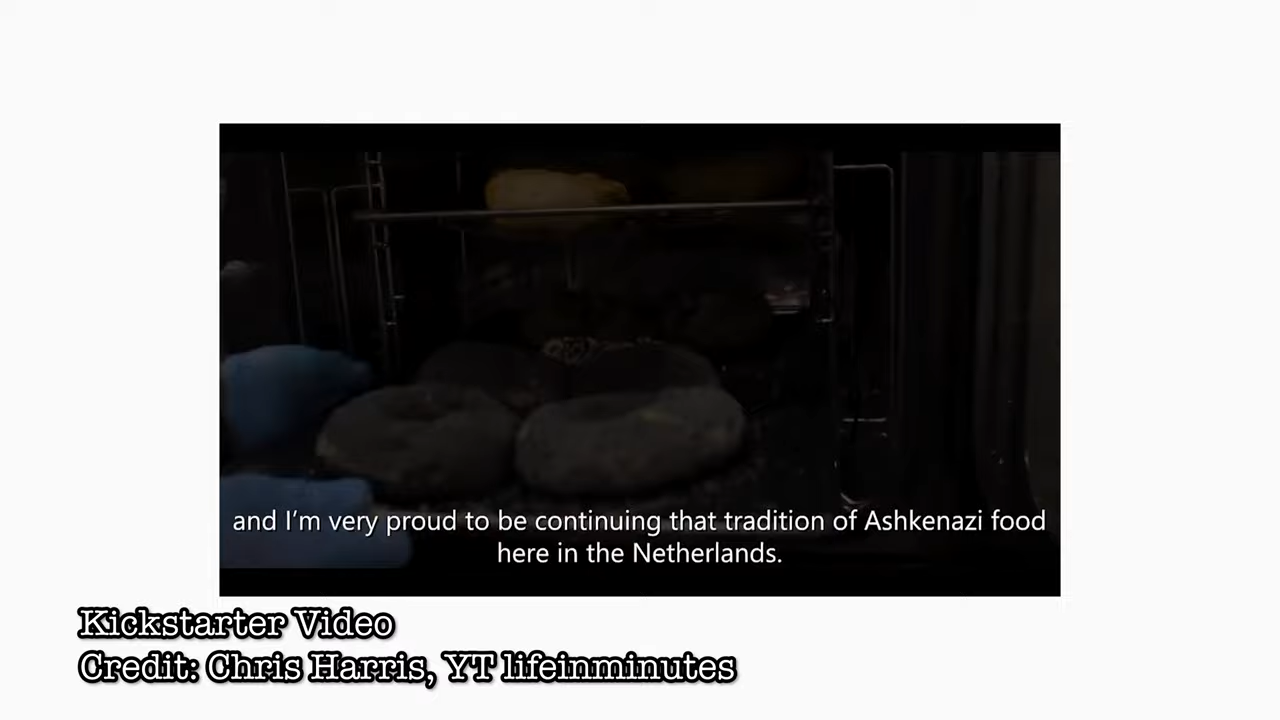 and I'm very proud to be continuing that tradition of Ashkenazi food
here in the Netherlands.
Kickstarter Video
Credit: Chris Harris, YT lifeinminutes